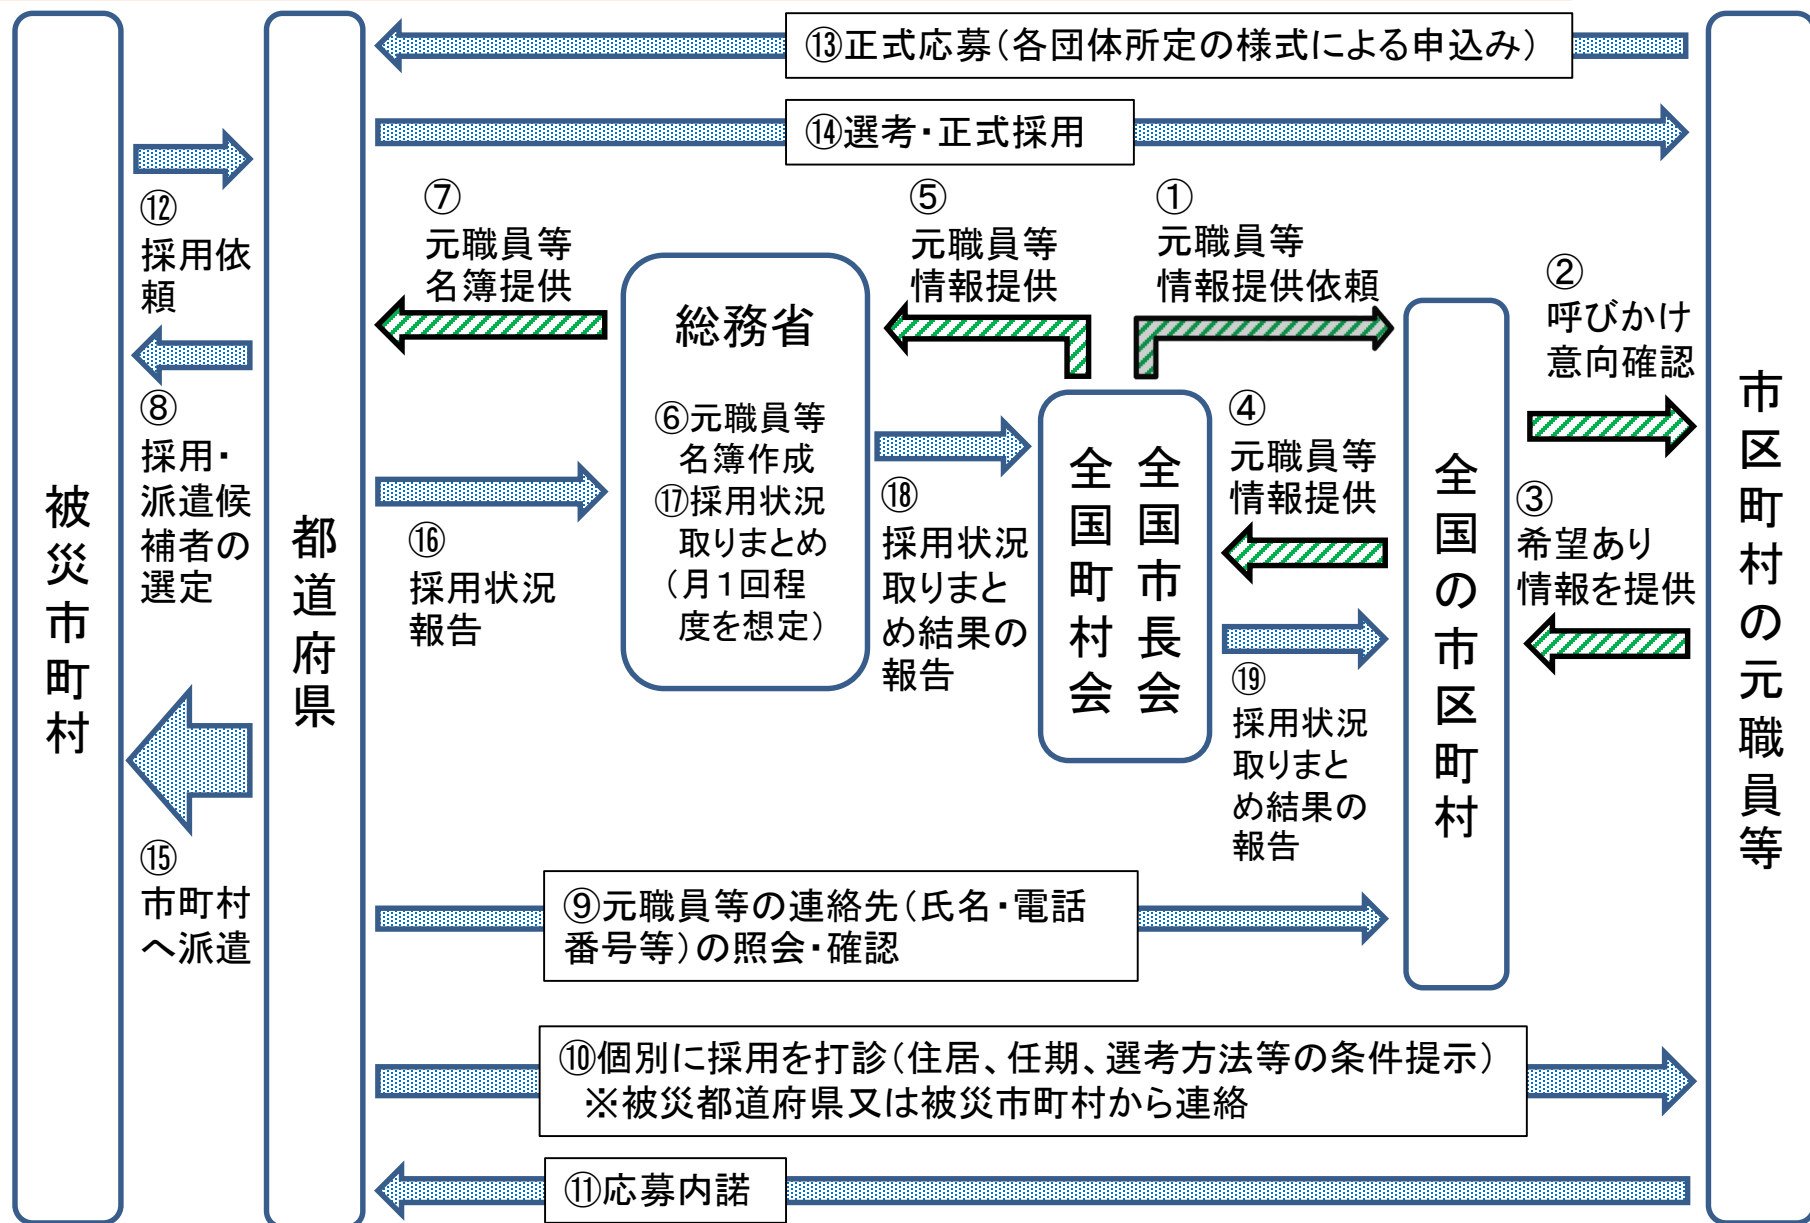 ⑬正式応募(各団体所定の様式による申込み)
⑭選考・正式採用
⑫
採用依
頼
⑧
採用・
派遣候
補者の
選定
⑮
市町村
へ派遣
被災市町村
都道府県
⑦
元職員等
名簿提供
⑯
採用状況
報告
総務省
⑥元職員等
名簿作成
⑰採用状況
取りまとめ
(月1回程
度を想定)
⑤
元職員等
情報提供
①
元職員等
情報提供依頼
⑱
採用状況
取りまと
め結果の
報告
全国市長会
全国町村会
④
元職員等
情報提供
⑲
採用状況
取りまと
め結果の
報告
全国の市区町村
②
呼びかけ
意向確認
③
希望あり
情報を提供
市区町村の元職員等
⑨元職員等の連絡先(氏名・電話
番号等)の照会・確認
⑩個別に採用を打診(住居、任期、選考方法等の条件提示)
※被災都道府県又は被災市町村から連絡
⑪応募内諾